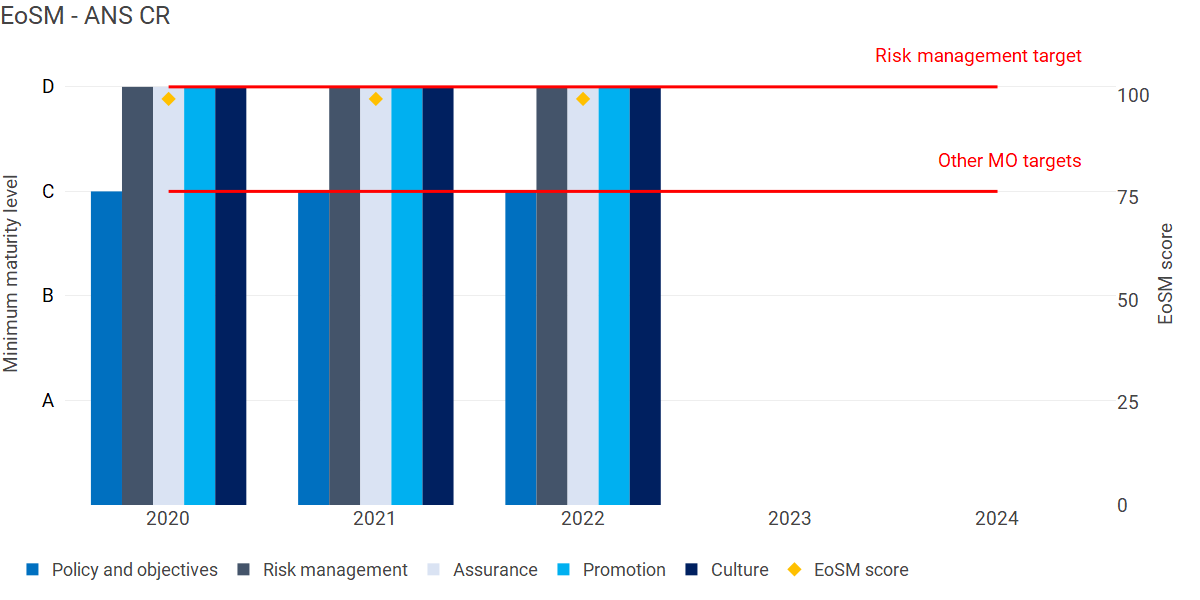 EoSM - ANS CR
Risk management target
Other MO targets
Minimum maturity level
D
C
B
A
100
75
50
25
0
EoSM score
2020
2021
2022
2023
2024
Policy and objectives
Risk management
Assurance
Promotion
Culture
EoSM score